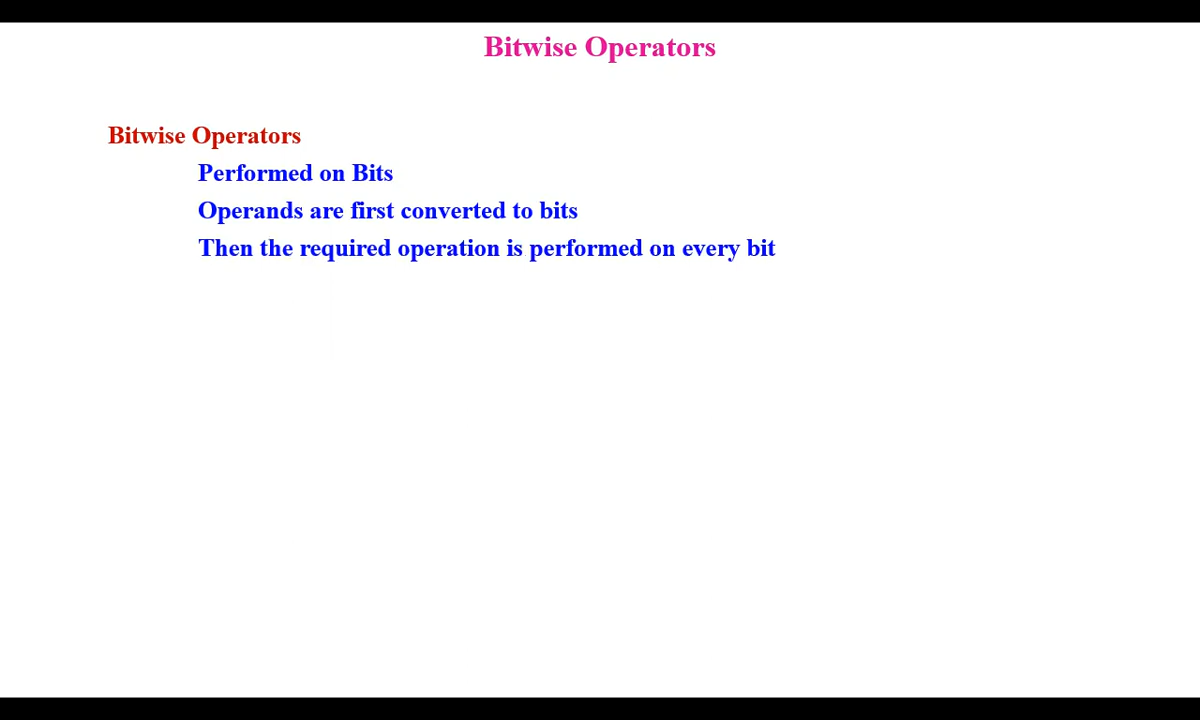 Bitwise Operators
Bitwise Operators
Performed on Bits
Operands are first converted to bits
Then the required operation is performed on every bit